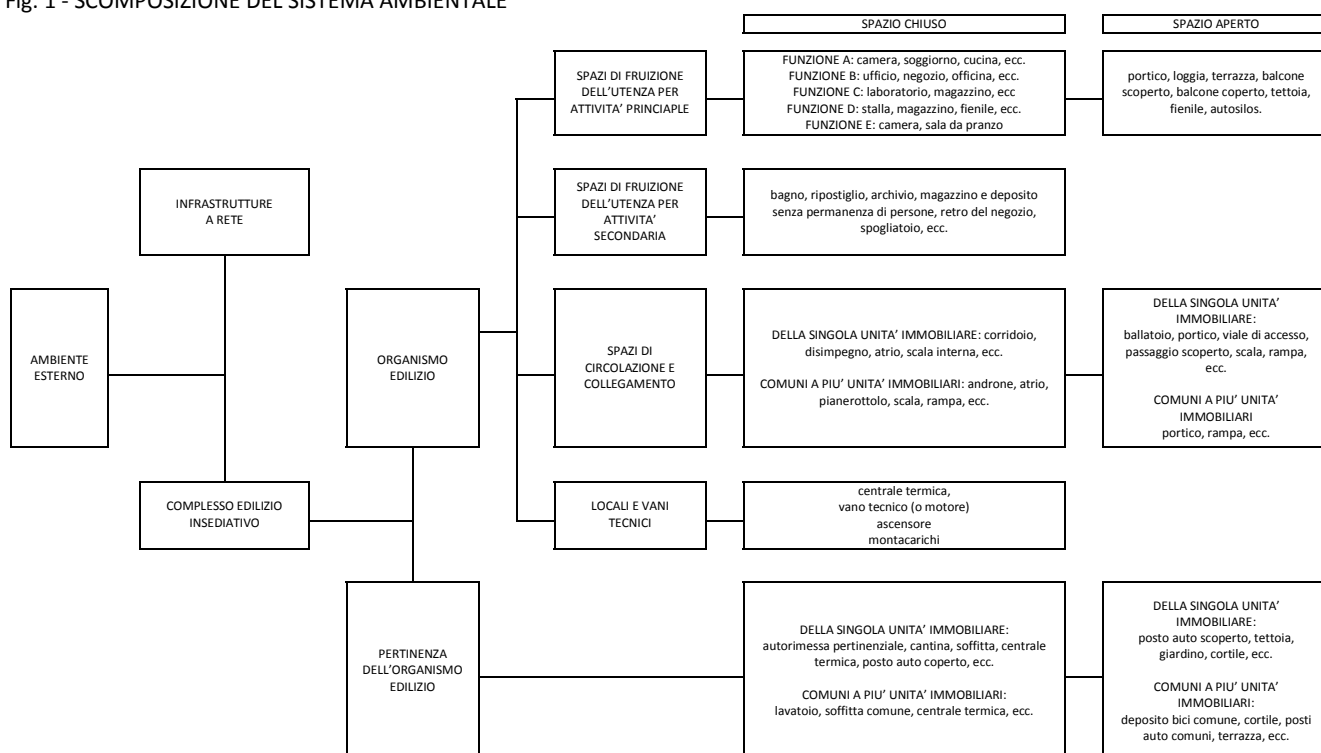 Fig. 1 - SCOMPOSIZIONE DEL SISTEMA AMBIENTALE
SPAZIO CHIUSO
SPAZIO APERTO
SPAZI DI FRUIZIONE
DELL'UTENZA PER
ATTIVITA' PRINCIAPLE
FUNZIONE A: camera, soggiorno, cucina, ecc.
FUNZIONE B: ufficio, negozio, officina, ecc.
FUNZIONE C: laboratorio, magazzino, ecc
FUNZIONE D: stalla, magazzino, fienile, ecc.
FUNZIONE E: camera, sala da pranzo
portico, loggia, terrazza, balcone
scoperto, balcone coperto, tettoia,
fienile, autosilos.
INFRASTRUTTURE
A RETE
SPAZI DI FRUIZIONE
DELL'UTENZA PER
ATTIVITA'
SECONDARIA
bagno, ripostiglio, archivio, magazzino e deposito
senza permanenza di persone, retro del negozio,
spogliatoio, ecc.
AMBIENTE
ESTERNO
ORGANISMO
EDILIZIO
SPAZI DI
CIRCOLAZIONE E
COLLEGAMENTO
DELLA SINGOLA UNITA' IMMOBILIARE: corridoio,
disimpegno, atrio, scala interna, ecc.
COMUNI A PIU' UNITA' IMMOBILIARI: androne, atrio,
pianerottolo, scala, rampa, ecc.
DELLA SINGOLA UNITA'
IMMOBILIARE:
ballatoio, portico, viale di accesso,
passaggio scoperto, scala, rampa,
ecc.
COMUNI A PIU' UNITA'
IMMOBILIARI
portico, rampa, ecc.
COMPLESSO EDILIZIO
INSEDIATIVO
LOCALI E VANI
TECNICI
centrale termica,
vano tecnico (o motore)
ascensore
montacarichi
PERTINENZA
DELL'ORGANISMO
EDILIZIO
DELLA SINGOLA UNITA' IMMOBILIARE:
autorimessa pertinenziale, cantina, soffitta, centrale
termica, posto auto coperto, ecc.
COMUNI A PIU' UNITA' IMMOBILIARI:
lavatoio, soffitta comune, centrale termica, ecc.
DELLA SINGOLA UNITA'
IMMOBILIARE:
posto auto scoperto, tettoia,
giardino, cortile, ecc.
COMUNI A PIU' UNITA'
IMMOBILIARI:
deposito bici comune, cortile, posti
auto comuni, terrazza, ecc.